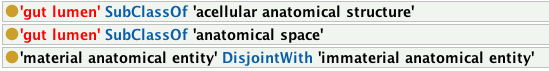 'gut lumen' SubClassOf 'acellular anatomical structure'
'gut lumen' SubClassOf 'anatomical space'
'material anatomical entity' DisjointWith 'immaterial anatomical entity'